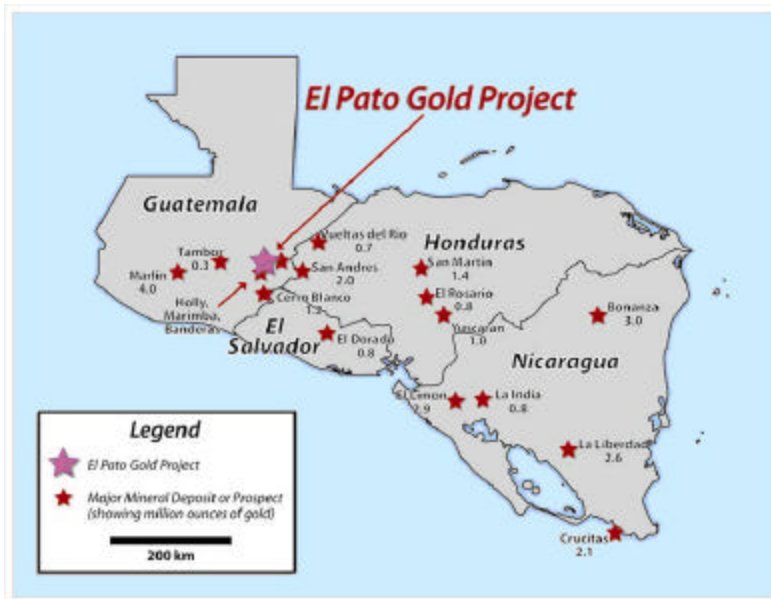 El Pato Gold Project
Guatemala
Vueltas del Rio
0.7
Honduras
Tambor
0.3
San Martin
1.4
Marlin
4.0
San Andres
2.0
El Rosario
0.8
Holly,
Marimba,
Banderas
Cerro Blanco
Yuscaran
1.0
Bonanza
3.0
El
Salvador
El Dorado
0.8
Nicaragua
El Limon
2.9
La India
0.8
La Libertad
2.6
Crucitas
2.1
Legend
El Pato Gold Project
Major Mineral Deposit or Prospect
(showing million ounces of gold)
200 km